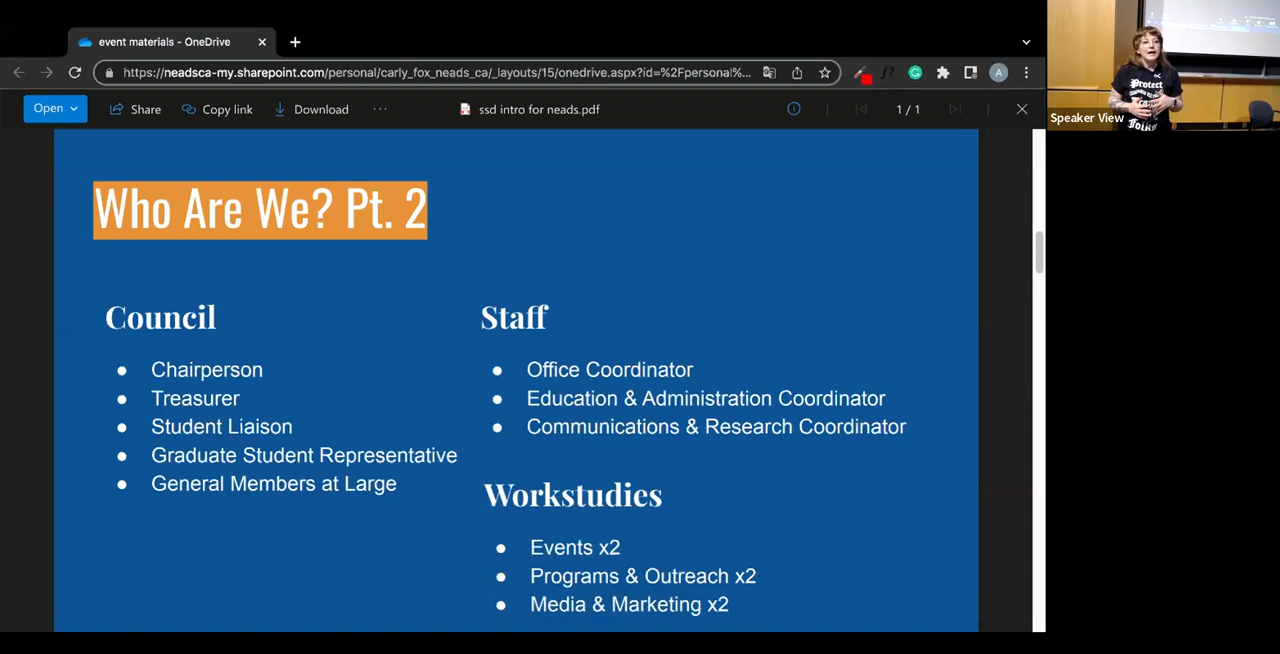 event materials - OneDrive
https://neadsca-my.sharepoint.com/personal/carly_fox_neads_ca/_layouts/15/onedrive.aspx?id=%2Fpersonal%...
A
Open
Share
Copy link
Download
ssd intro for neads.pdf
1 / 1
Who Are We? Pt. 2
Council
Chairperson
Treasurer
Student Liaison
Graduate Student Representative
General Members at Large
Staff
Office Coordinator
Education & Administration Coordinator
Communications & Research Coordinator
Workstudies
Events x2
Programs & Outreach x2
Media & Marketing x2
Speaker View
Protect
Folks